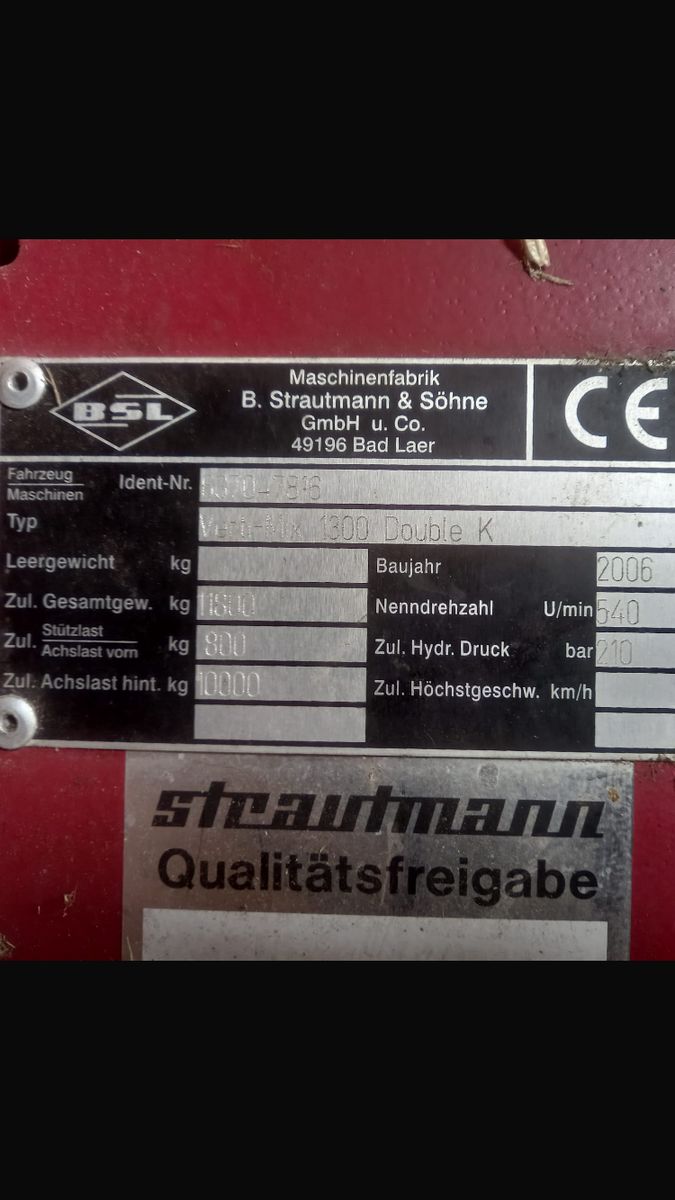 BSL
Maschinenfabrik
B. Strautmann & Söhne
GmbH u. Co.
49196 Bad Laer
CE
Fahrzeug
Maschinen
Ident-Nr.
Typ Verti-Mix 1300 Double K
Leergewicht kg
Baujahr 2006
Zul. Gesamtgew. kg
Nenndrehzahl U/min 540
Zul. Stützlast
Achslast vorn kg 800
Zul. Hydr. Druck bar 210
Zul. Achslast hint. kg 10000
Zul. Höchstgeschw. km/h
strautmann
Qualitätsfreigabe